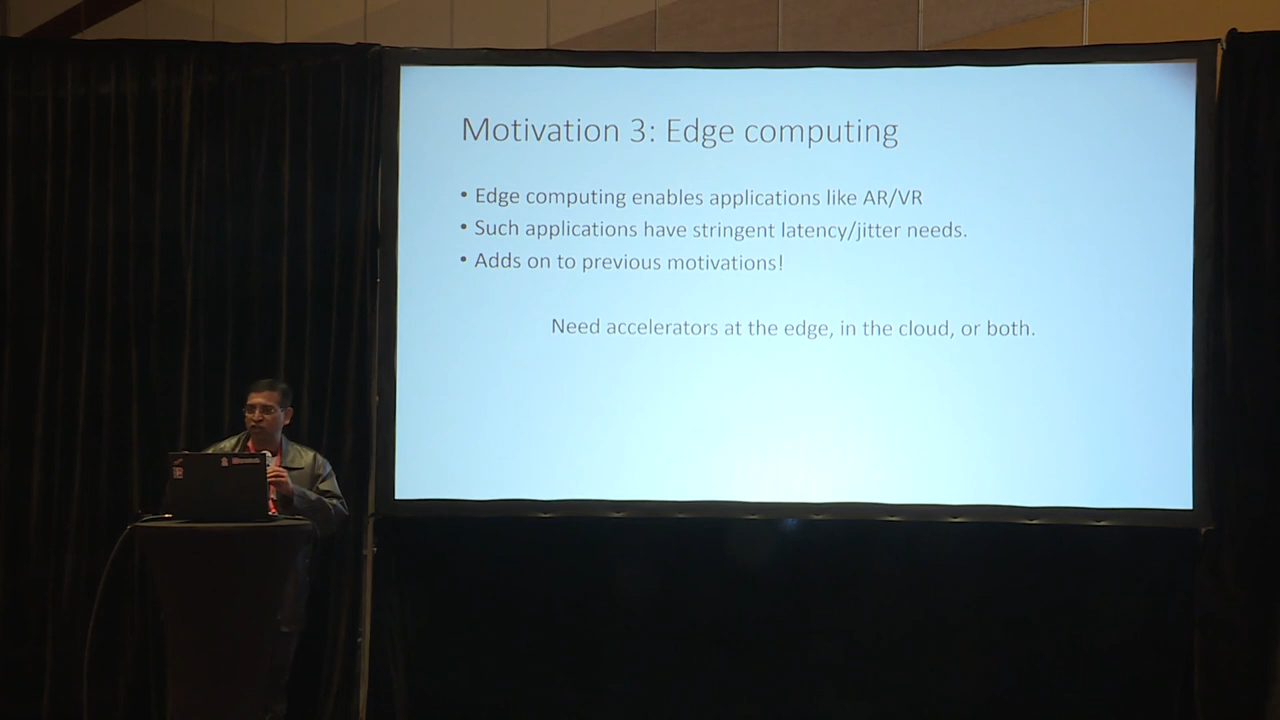 Motivation 3: Edge computing
• Edge computing enables applications like AR/VR
• Such applications have stringent latency/jitter needs.
• Adds on to previous motivations!
Need accelerators at the edge, in the cloud, or both.